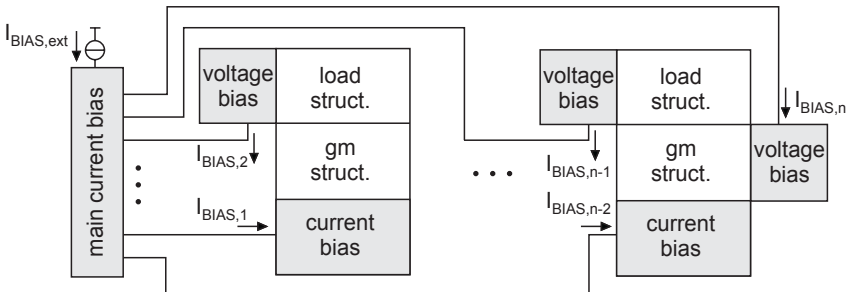 I_BIAS,ext
main current bias
voltage
bias
load
struct.
gm
struct.
current
bias
I_BIAS,2
I_BIAS,1
voltage
bias
load
struct.
gm
struct.
current
bias
voltage
bias
I_BIAS,n
I_BIAS,n-1
I_BIAS,n-2